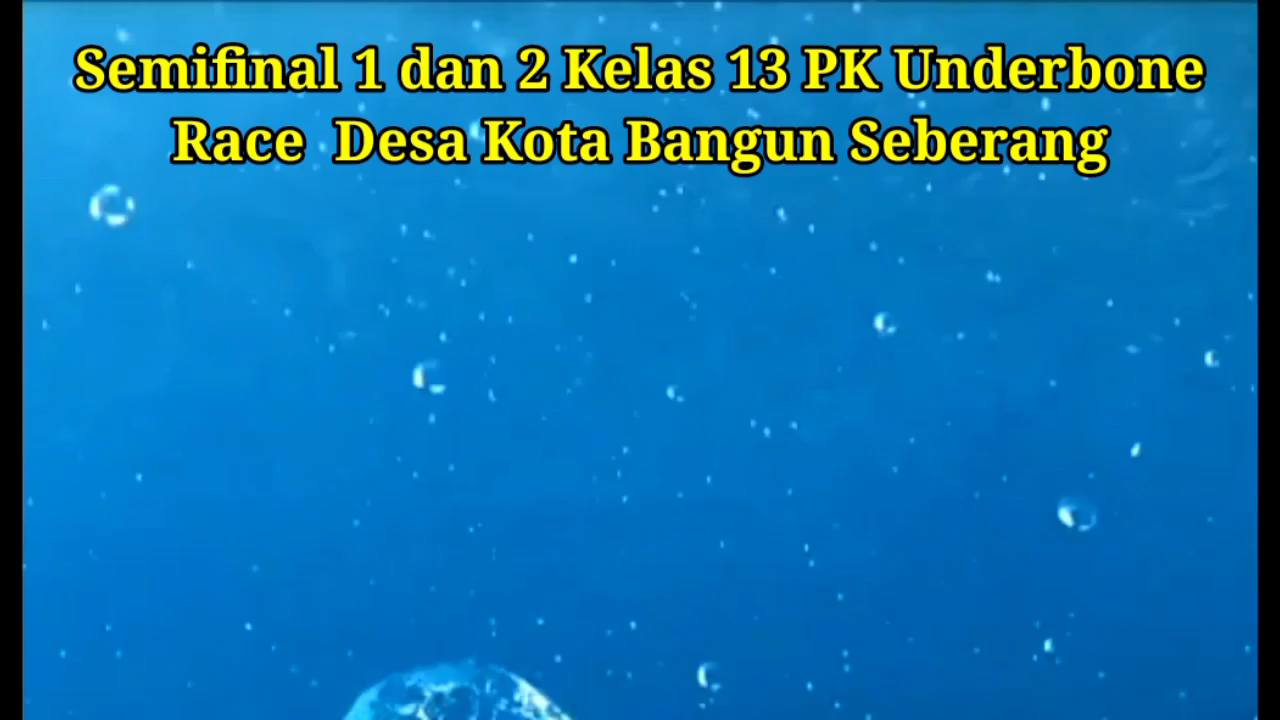 Semifinal 1 dan 2 Kelas 13 PK Underbone
Race Desa Kota Bangun Seberang